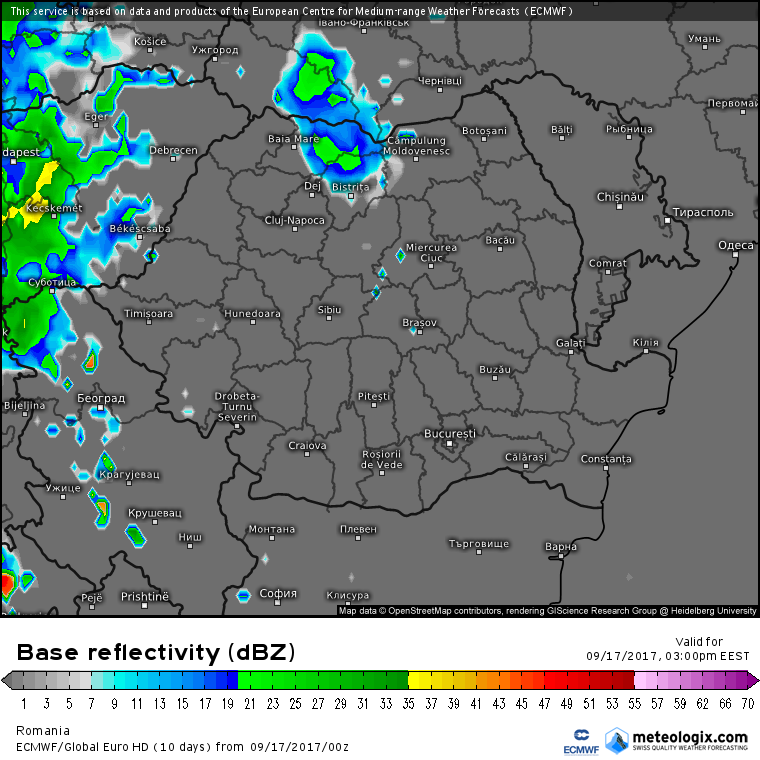 This service is based on data and products of the European Centre for Medium-range Weather Forecasts (ECMWF)
Івано-Франківськ
Košice
Ужгород
Умань
Чернівці
Первомай
Eger
Baia Mare
Câmpulung
Moldovenesc
Botoșani
Bălți
Рыбница
dapest
Debrecen
Dej
Bistrița
Chișinău
Тирасполь
Kecskemét
Cluj-Napoca
Békéscsaba
Miercurea
Ciuc
Bacău
Одеса
Comrat
Суботица
Timișoara
Hunedoara
Sibiu
Brașov
k
Galați
Кілія
Buzău
Bijeljina
Београд
Drobeta-
Turnu
Severin
Pitești
București
Craiova
Roșiorii
de Vede
Călărași
Constanța
Крагујевац
Ужице
Крушевац
Ниш
Монтана
Плевен
Търговище
Варна
Pejë
Prishtinë
София
Клисура
Map data © OpenStreetMap contributors, rendering GIScience Research Group @ Heidelberg University
Base reflectivity (dBZ)
Valid for
09/17/2017, 03:00pm EEST
1 3 5 7 9 11 13 15 17 19 21 23 25 27 29 31 33 35 37 39 41 43 45 47 49 51 53 55 57 59 62 66 70
Romania
ECMWF/Global Euro HD (10 days) from 09/17/2017/00z
ECMWF
meteologix.com
SWISS QUALITY WEATHER FORECASTING